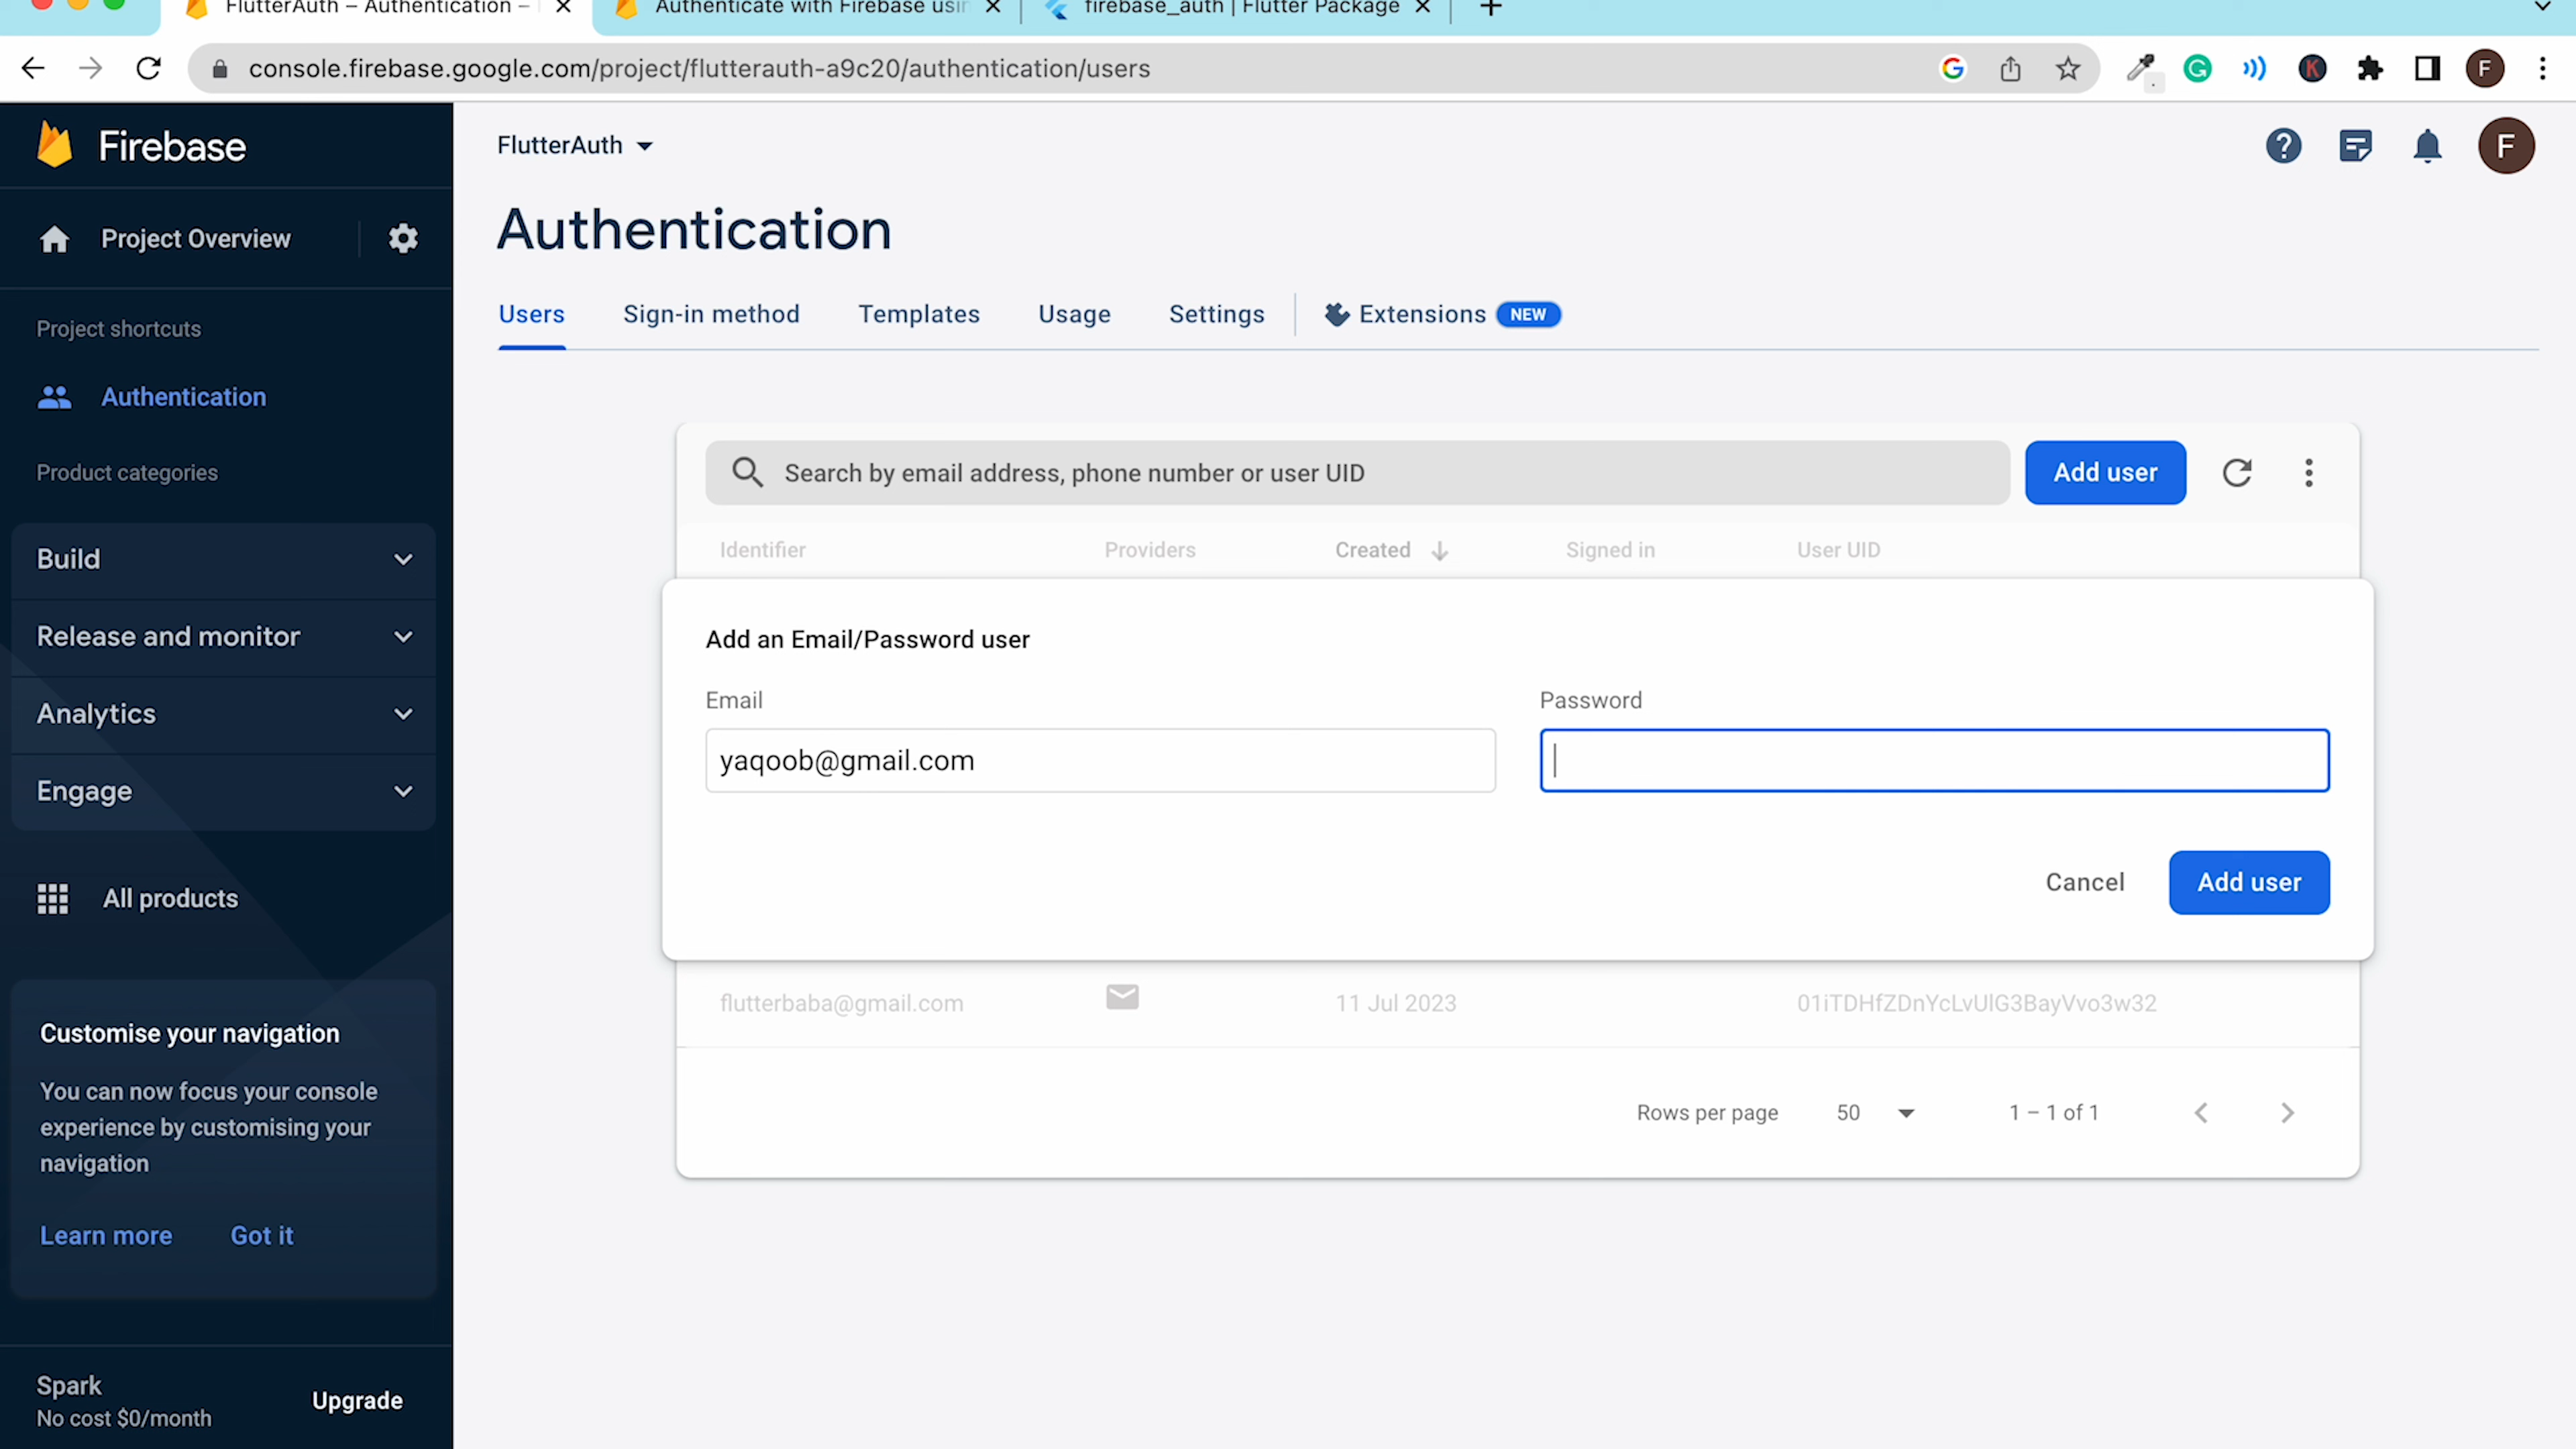 FlutterAuth – Authentication –
Authenticate with Firebase usin
firebase_auth | Flutter Package
console.firebase.google.com/project/flutterauth-a9c20/authentication/users
K
F
Firebase
FlutterAuth
F
Project Overview
Authentication
Users
Sign-in method
Templates
Usage
Settings
Extensions
NEW
Project shortcuts
Authentication
Product categories
Build
Release and monitor
Analytics
Engage
All products
Customise your navigation
You can now focus your console
experience by customising your
navigation
Learn more
Got it
Spark
No cost $0/month
Upgrade
Search by email address, phone number or user UID
Add user
Identifier
Providers
Created
Signed in
User UID
Add an Email/Password user
Email
Password
yaqoob@gmail.com
Cancel
Add user
flutterbaba@gmail.com
11 Jul 2023
01iTDHfZDnYcLvUlG3BayVvo3w32
Rows per page
50
1 – 1 of 1